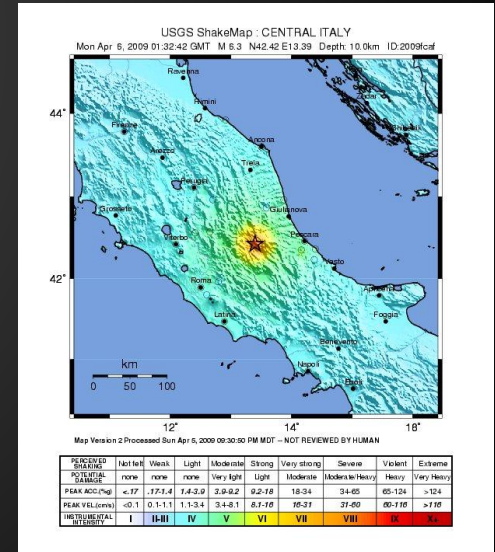 USGS ShakeMap : CENTRAL ITALY
Mon Apr 6, 2009 01:32:42 GMT M 6.3 N42.42 E13.39 Depth: 10.0km ID:2009fcaf
Ravenna
Rimini
Zadar
44°
Firenze
Ancona
Arezzo
Treia
Perugia
Grosseto
Giulianova
Viterbo
Pescara
42°
Vasto
Roma
Foggia
Latina
Benevento
km
Napoli
0 50 100
12° 14° 16°
Map Version 2 Processed Sun Apr 5, 2009 09:30:50 PM MDT -- NOT REVIEWED BY HUMAN
PERCEIVED SHAKING Not felt Weak Light Moderate Strong Very strong Severe Violent Extreme
POTENTIAL DAMAGE none none none Very light Light Moderate Moderate/Heavy Heavy Very Heavy
PEAK ACC.(%g) <.17 .17-1.4 1.4-3.9 3.9-9.2 9.2-18 18-34 34-65 65-124 >124
PEAK VEL.(cm/s) <0.1 0.1-1.1 1.1-3.4 3.4-8.1 8.1-16 16-31 31-60 60-116 >116
INSTRUMENTAL INTENSITY I II-III IV V VI VII VIII IX X+